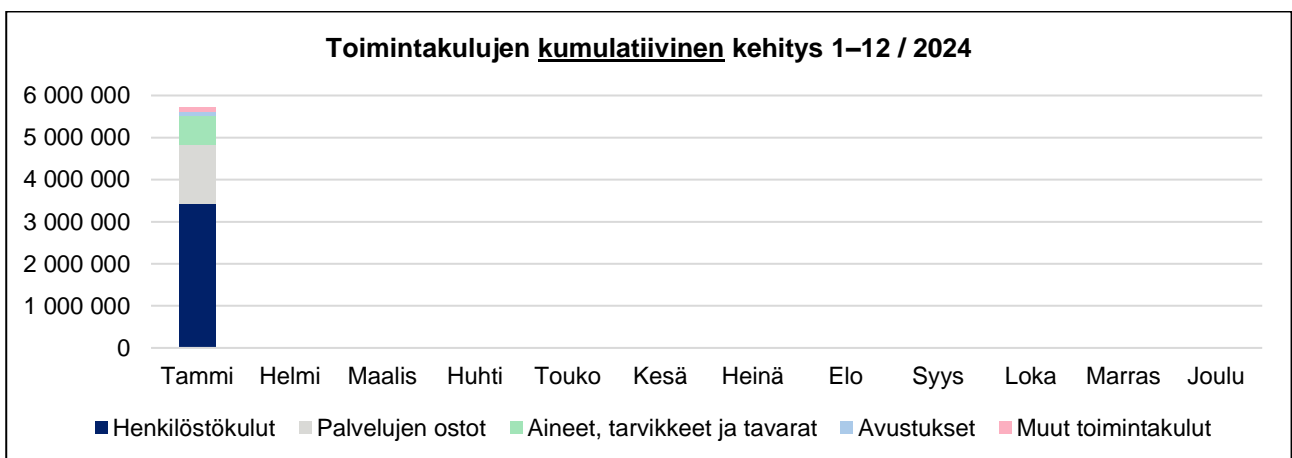 Toimintakulujen kumulatiivinen kehitys 1–12 / 2024
6 000 000
5 000 000
4 000 000
3 000 000
2 000 000
1 000 000
0
Tammi Helmi Maalis Huhti Touko Kesä Heinä Elo Syys Loka Marras Joulu
Henkilöstökulut Palvelujen ostot Aineet, tarvikkeet ja tavarat Avustukset Muut toimintakulut